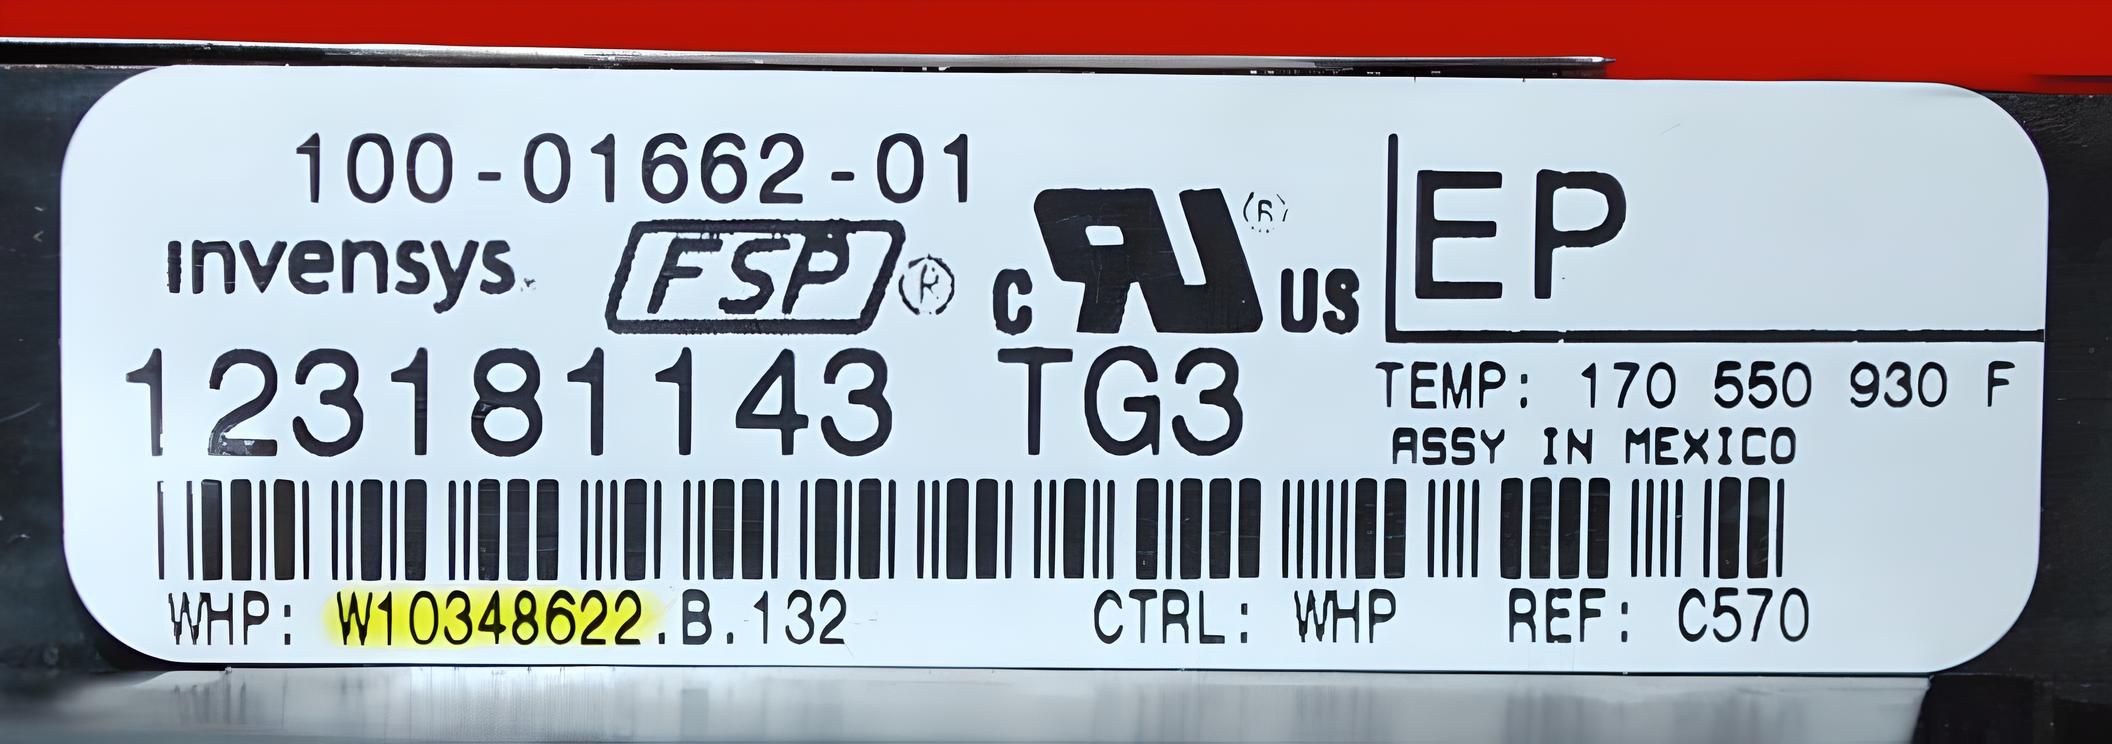 100-01662-01
invensys FSP® c RU® US EP
123181143 TG3
TEMP: 170 550 930 F
ASSY IN MEXICO
WHP: W10348622.B.132 CTRL: WHP REF: C570